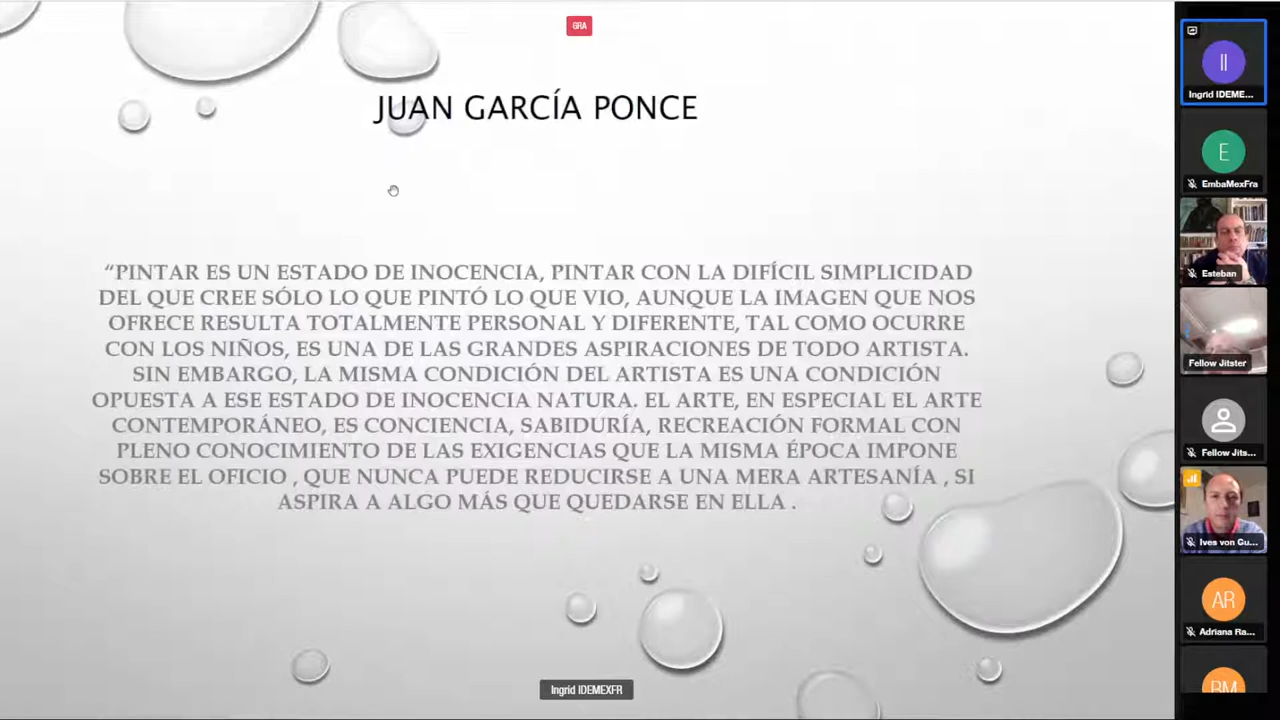 GRA
JUAN GARCÍA PONCE
“PINTAR ES UN ESTADO DE INOCENCIA, PINTAR CON LA DIFÍCIL SIMPLICIDAD
DEL QUE CREE SÓLO LO QUE PINTÓ LO QUE VIO, AUNQUE LA IMAGEN QUE NOS
OFRECE RESULTA TOTALMENTE PERSONAL Y DIFERENTE, TAL COMO OCURRE
CON LOS NIÑOS, ES UNA DE LAS GRANDES ASPIRACIONES DE TODO ARTISTA.
SIN EMBARGO, LA MISMA CONDICIÓN DEL ARTISTA ES UNA CONDICIÓN
OPUESTA A ESE ESTADO DE INOCENCIA NATURA. EL ARTE, EN ESPECIAL EL ARTE
CONTEMPORÁNEO, ES CONCIENCIA, SABIDURÍA, RECREACIÓN FORMAL CON
PLENO CONOCIMIENTO DE LAS EXIGENCIAS QUE LA MISMA ÉPOCA IMPONE
SOBRE EL OFICIO , QUE NUNCA PUEDE REDUCIRSE A UNA MERA ARTESANÍA , SI
ASPIRA A ALGO MÁS QUE QUEDARSE EN ELLA .
Ingrid IDEMEXFR
II
Ingrid IDEME...
E
EmbaMexFra
Esteban
Fellow Jitster
Fellow Jits...
Ives von Gu...
AR
Adriana Ra...
BM